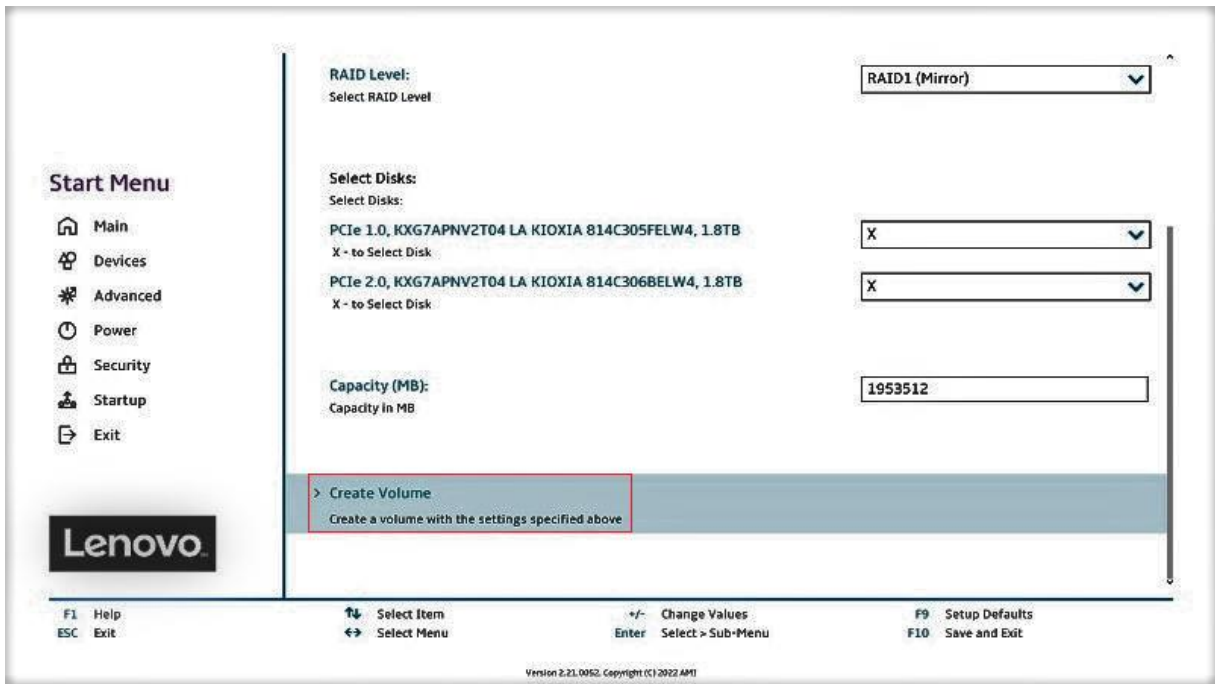 RAID Level:
RAID1 (Mirror)
Select RAID Level
Start Menu
Main
Devices
Advanced
Power
Security
Startup
Exit
Select Disks:
Select Disks:
PCIe 1.0, KXG7APNV2T04 LA KIOXIA 814C305FELW4, 1.8TB
X
X - to Select Disk
PCIe 2.0, KXG7APNV2T04 LA KIOXIA 814C306BELW4, 1.8TB
X
X - to Select Disk
Capacity (MB):
1953512
Capacity in MB
> Create Volume
Create a volume with the settings specified above
Lenovo
F1 Help
ESC Exit
↑↓ Select Item
↔ Select Menu
+/- Change Values
Enter Select > Sub-Menu
F9 Setup Defaults
F10 Save and Exit
Version 2.21.0052. Copyright (C) 2022 AMI